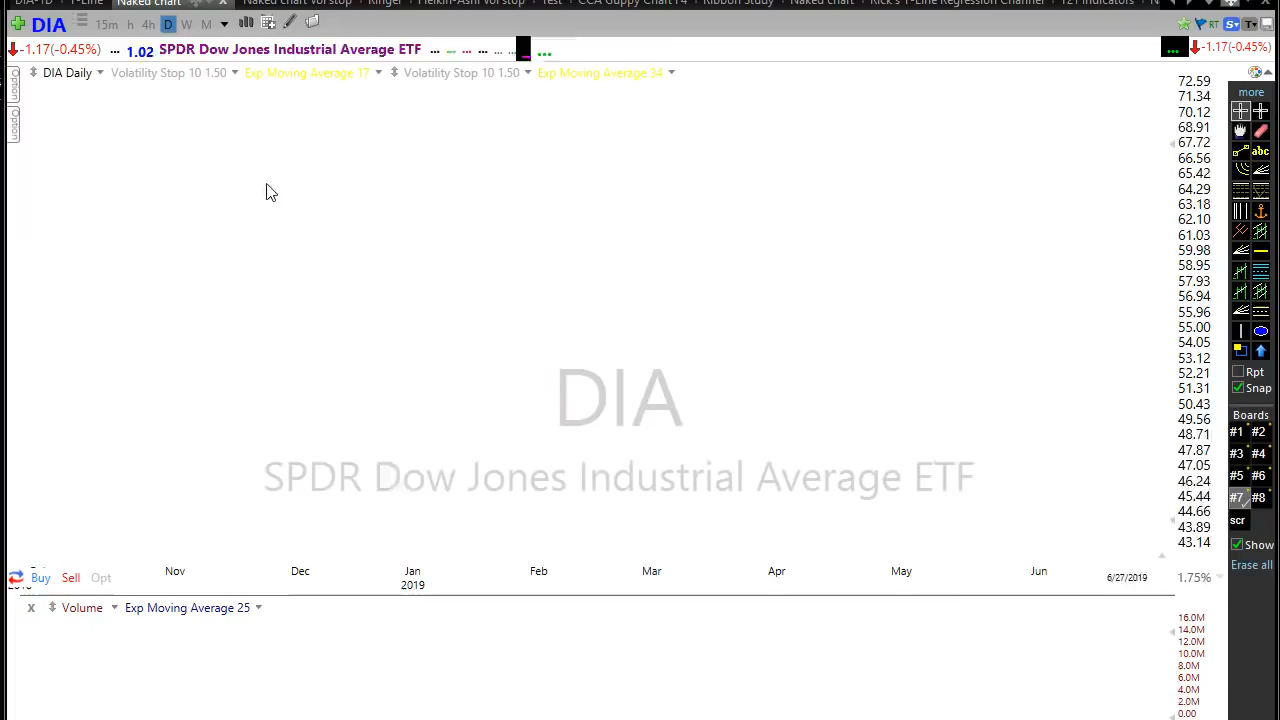 DIA-1D T-Line Naked chart Naked chart Vol stop Ringer Heikin-Ashi Vol stop Test CCA Guppy Chart F4 Ribbon Study Naked chart Rick's T-Line Regression Channel T21 Indicators
DIA 15m h 4h D W M RT S T
-1.17(-0.45%) ... 1.02 SPDR Dow Jones Industrial Average ETF ... ... ... ... ... ... ... -1.17(-0.45%)
DIA Daily Volatility Stop 10 1.50 Exp Moving Average 17 Volatility Stop 10 1.50 Exp Moving Average 34
Option
Option
72.59
71.34
70.12
68.91
67.72
66.56
65.42
64.29
63.18
62.10
61.03
59.98
58.95
57.93
56.94
55.96
55.00
54.05
53.12
52.21
51.31
50.43
49.56
48.71
47.87
47.05
46.24
45.44
44.66
43.89
43.14
more
abc
Rpt
Snap
Boards
#1 #2
#3 #4
#5 #6
#7 #8
scr
Show
Erase all
DIA
SPDR Dow Jones Industrial Average ETF
Nov Dec Jan Feb Mar Apr May Jun
2019 6/27/2019
Buy Sell Opt 1.75%
X Volume Exp Moving Average 25
16.0M
14.0M
12.0M
10.0M
8.0M
6.0M
4.0M
2.0M
0.00